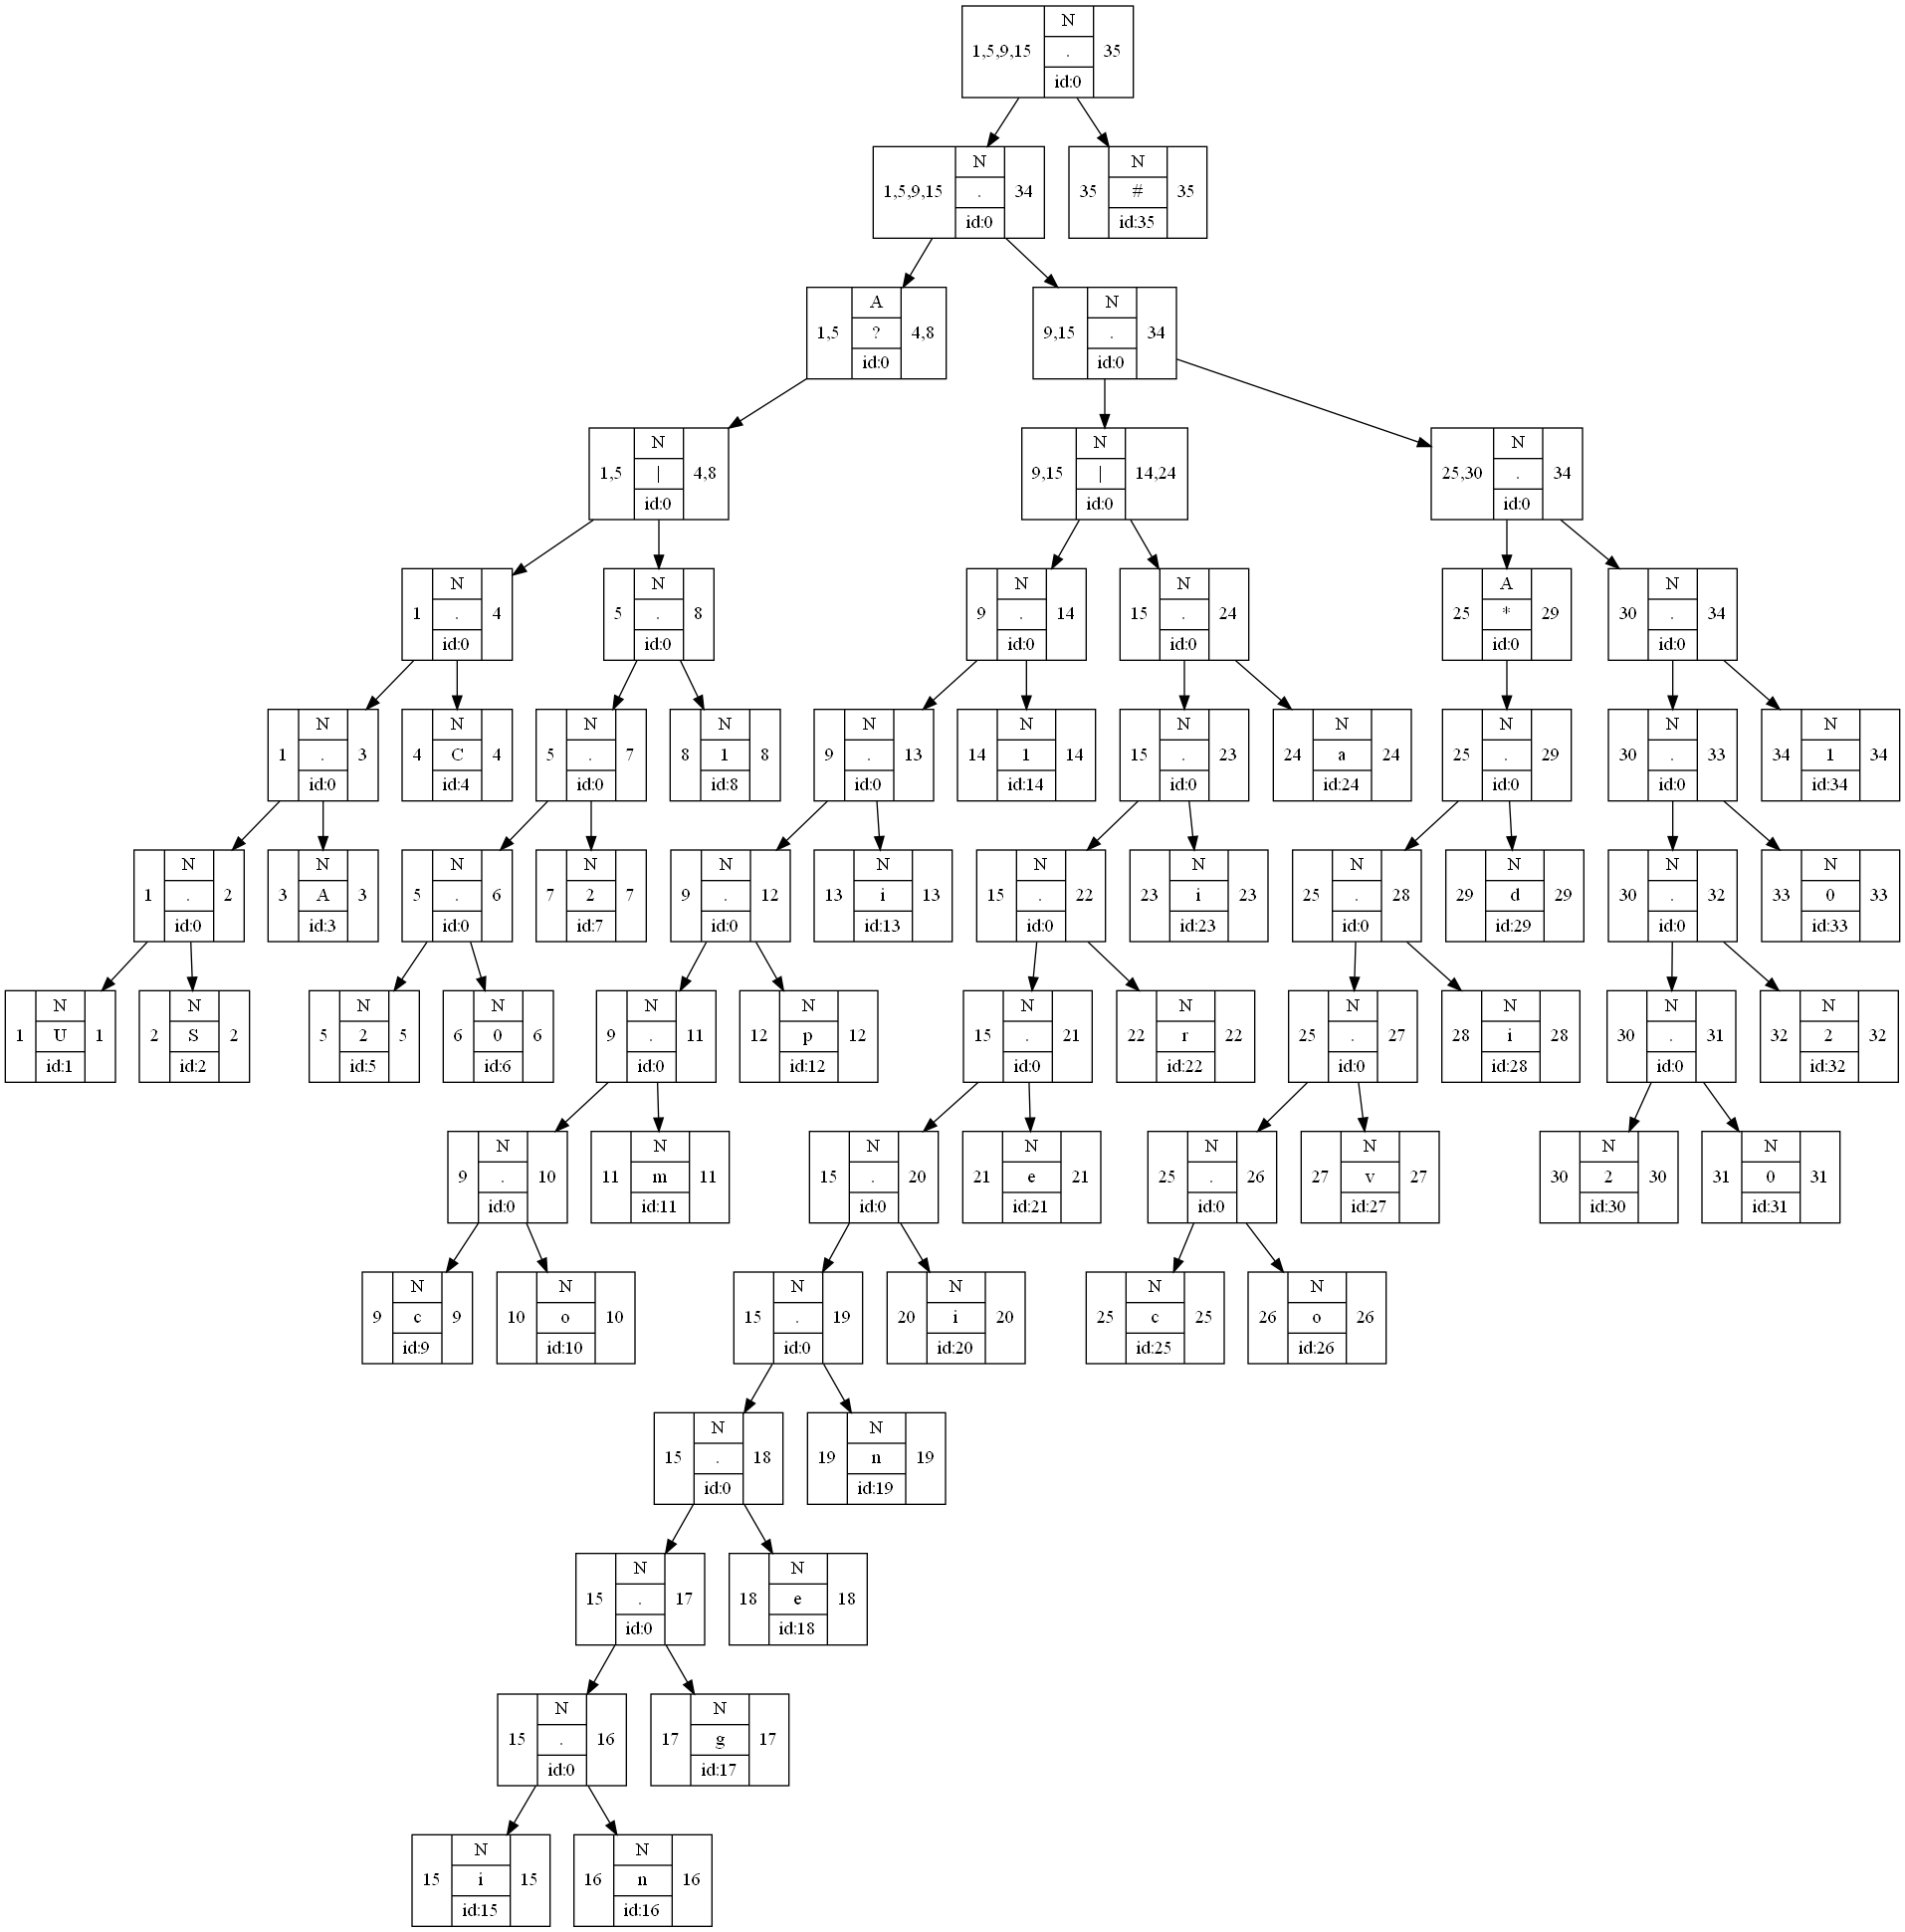 N
1,5,9,15 . 35
id:0
N N
1,5,9,15 . 34 35 # 35
id:0 id:35
A N
1,5 ? 4,8 9,15 . 34
id:0 id:0
N N N
1,5 | 4,8 9,15 | 14,24 25,30 . 34
id:0 id:0 id:0
N N N N A N
1 . 4 5 . 8 9 . 14 15 . 24 25 * 29 30 . 34
id:0 id:0 id:0 id:0 id:0 id:0
N N N N N N N N N N N
1 . 3 4 C 4 5 . 7 8 1 8 9 . 13 14 l 14 15 . 23 24 a 24 25 . 29 30 . 33 34 1 34
id:0 id:4 id:0 id:8 id:0 id:14 id:0 id:24 id:0 id:0 id:34
N N N N N N N N N N N N
1 . 2 3 A 3 5 . 6 7 2 7 9 . 12 13 i 13 15 . 22 23 i 23 25 . 28 29 d 29 30 . 32 33 0 33
id:0 id:3 id:0 id:7 id:0 id:13 id:0 id:23 id:0 id:29 id:0 id:33
N N N N N N N N N N N N
1 U 1 2 S 2 5 2 5 6 0 6 9 . 11 12 p 12 15 . 21 22 r 22 25 . 27 28 i 28 30 . 31 32 2 32
id:1 id:2 id:5 id:6 id:0 id:12 id:0 id:22 id:0 id:28 id:0 id:32
N N N N N N N N
9 . 10 11 m 11 15 . 20 21 e 21 25 . 26 27 v 27 30 2 30 31 0 31
id:0 id:11 id:0 id:21 id:0 id:27 id:30 id:31
N N N N N N
9 c 9 10 o 10 15 . 19 20 i 20 25 c 25 26 o 26
id:9 id:10 id:0 id:20 id:25 id:26
N N
15 . 18 19 n 19
id:0 id:19
N N
15 . 17 18 e 18
id:0 id:18
N N
15 . 16 17 g 17
id:0 id:17
N N
15 i 15 16 n 16
id:15 id:16